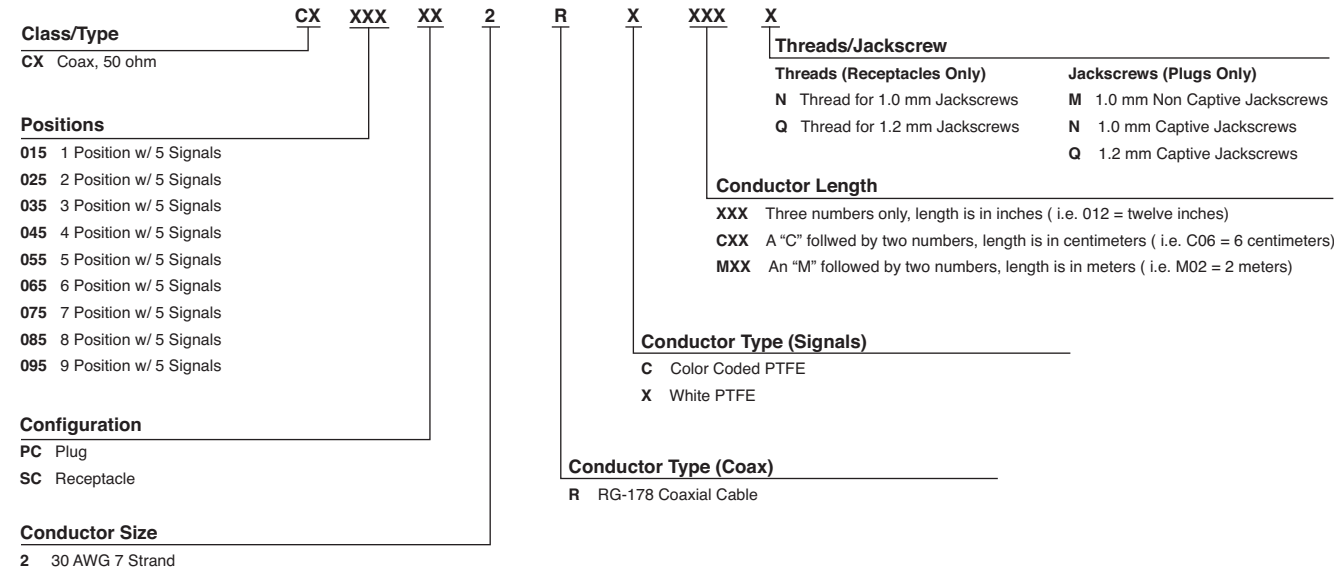 CX XXX XX 2 R X XXX X
Class/Type
CX Coax, 50 ohm
Positions
015 1 Position w/ 5 Signals
025 2 Position w/ 5 Signals
035 3 Position w/ 5 Signals
045 4 Position w/ 5 Signals
055 5 Position w/ 5 Signals
065 6 Position w/ 5 Signals
075 7 Position w/ 5 Signals
085 8 Position w/ 5 Signals
095 9 Position w/ 5 Signals
Configuration
PC Plug
SC Receptacle
Conductor Size
2 30 AWG 7 Strand
Threads/Jackscrew
Threads (Receptacles Only)
N Thread for 1.0 mm Jackscrews
Q Thread for 1.2 mm Jackscrews
Jackscrews (Plugs Only)
M 1.0 mm Non Captive Jackscrews
N 1.0 mm Captive Jackscrews
Q 1.2 mm Captive Jackscrews
Conductor Length
XXX Three numbers only, length is in inches ( i.e. 012 = twelve inches)
CXX A “C” follwed by two numbers, length is in centimeters ( i.e. C06 = 6 centimeters)
MXX An “M” followed by two numbers, length is in meters ( i.e. M02 = 2 meters)
Conductor Type (Signals)
C Color Coded PTFE
X White PTFE
Conductor Type (Coax)
R RG-178 Coaxial Cable